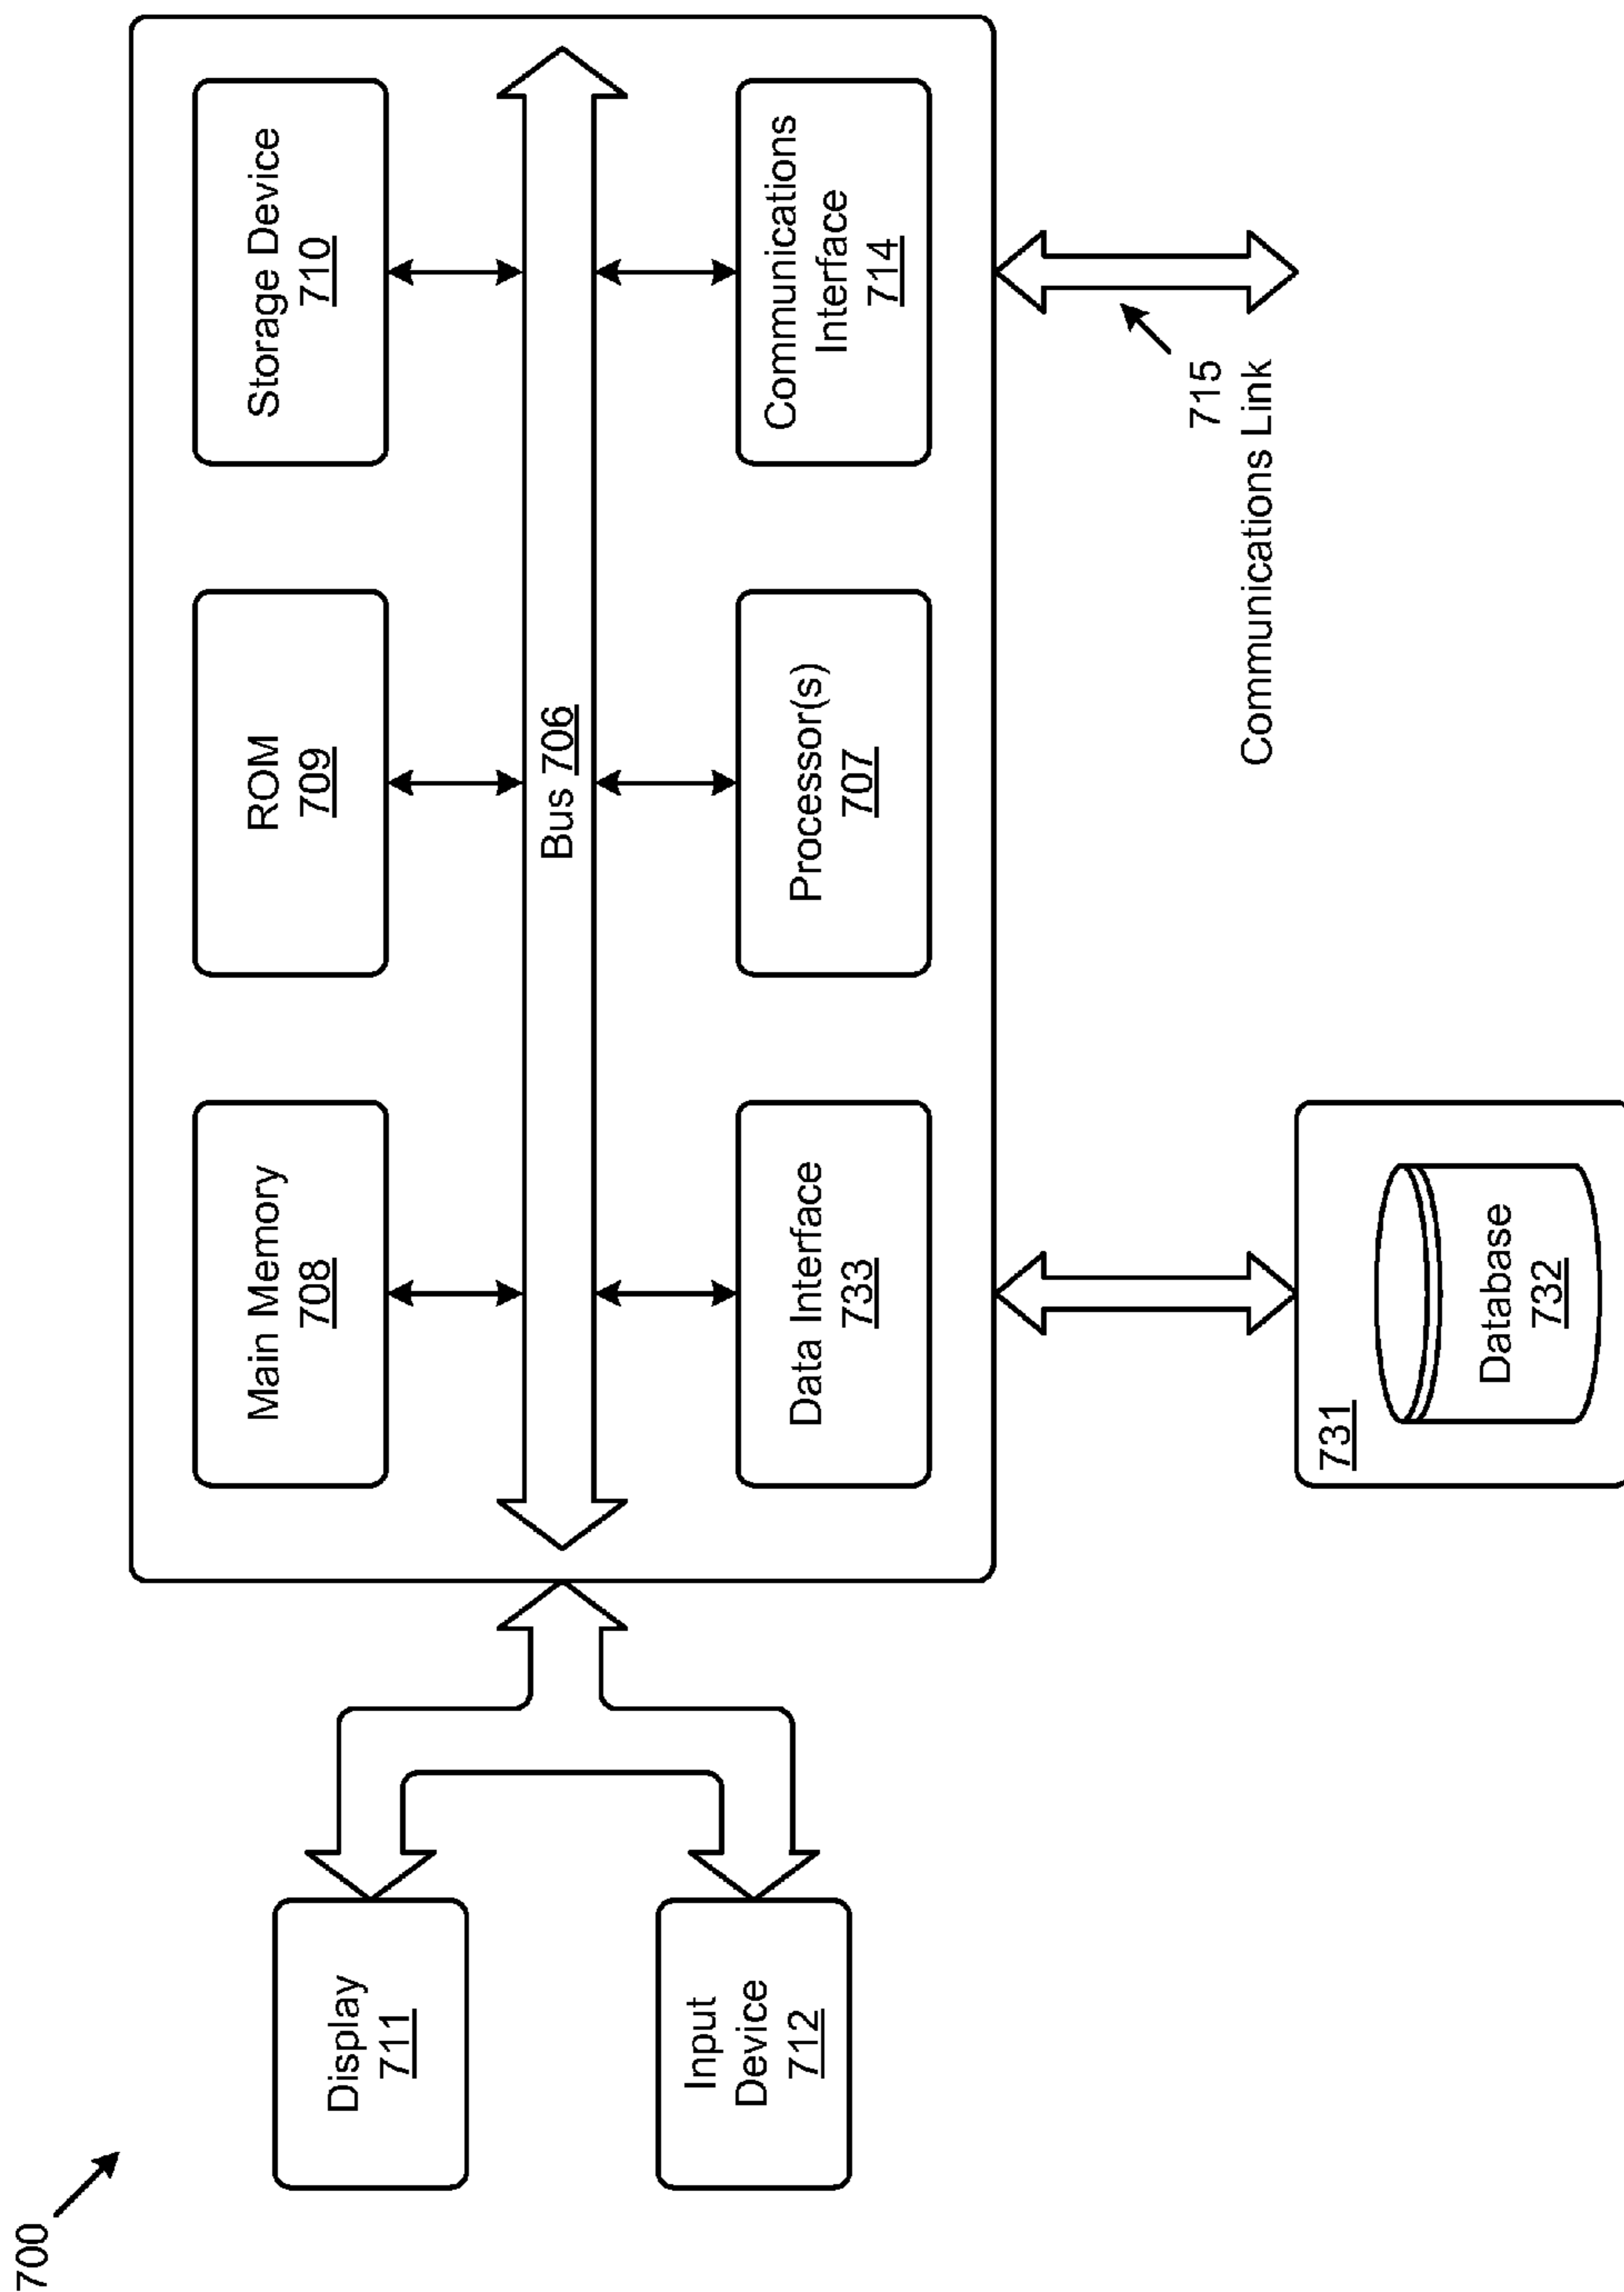 700
Display
711
Input
Device
712
Main Memory
708
ROM
709
Storage Device
710
Bus 706
Data Interface
733
Processor(s)
707
Communications
Interface
714
731
Database
732
715
Communications Link